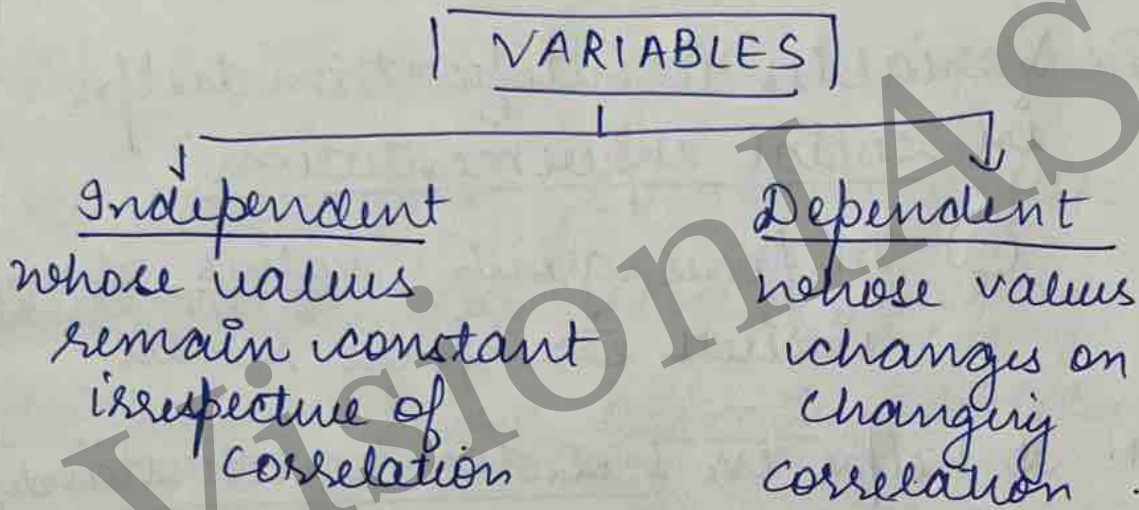 VARIABLES
Independent
whose values
remain constant
irrespective of
correlation
Dependent
whose values
changes on
changing
correlation.
VisionIAS